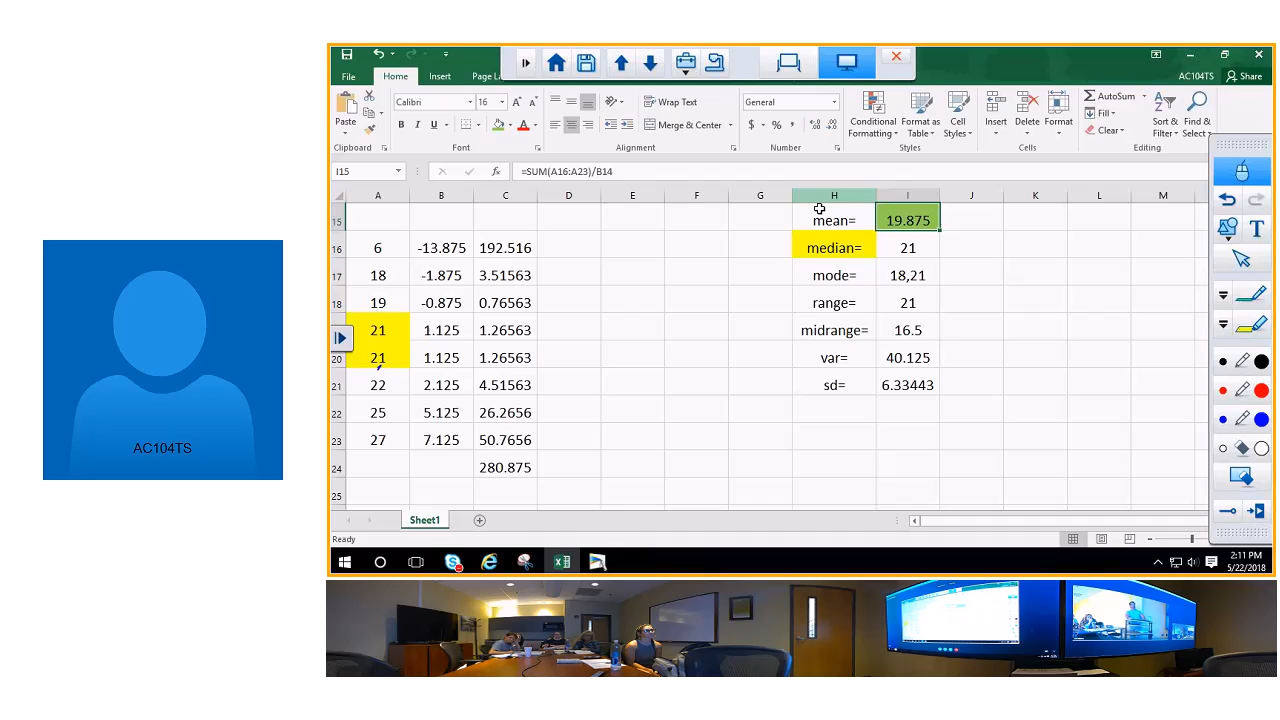 AC104TS
File Home Insert Page La
AC104TS Share
Paste
Calibri 16 A A
Wrap Text
General
Conditional Formatting
Format as Table
Cell Styles
Insert Delete Format
AutoSum
Fill
Clear
Sort & Filter
Find & Select
B I U A
Merge & Center
$ % ,
Clipboard Font Alignment Number Styles Cells Editing
I15 fx =SUM(A16:A23)/B14
A B C D E F G H I J K L M
15 mean= 19.875
16 6 -13.875 192.516 median= 21
17 18 -1.875 3.51563 mode= 18,21
18 19 -0.875 0.76563 range= 21
21 1.125 1.26563 midrange= 16.5
20 21 1.125 1.26563 var= 40.125
21 22 2.125 4.51563 sd= 6.33443
22 25 5.125 26.2656
23 27 7.125 50.7656
24 280.875
25
Sheet1
Ready
2:11 PM
5/22/2018
T